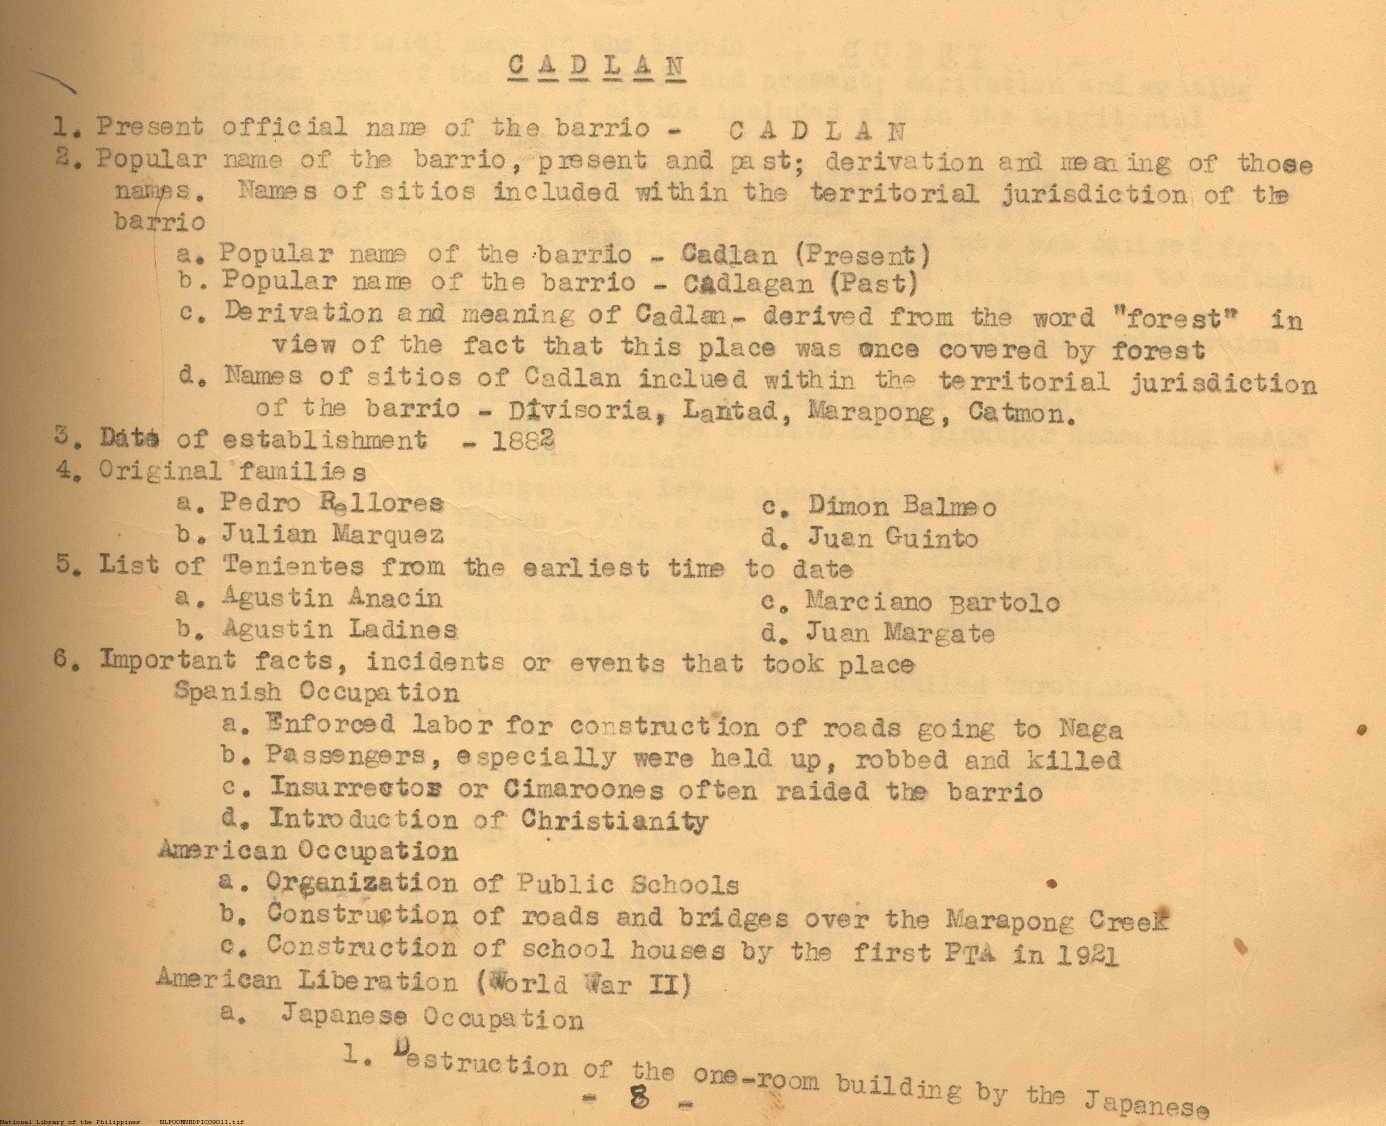 C A D L A N
1. Present official name of the barrio - C A D L A N
2. Popular name of the barrio, present and past; derivation and meaning of those
names. Names of sitios included within the territorial jurisdiction of the
barrio
a. Popular name of the barrio - Cadlan (Present)
b. Popular name of the barrio - Cadlagan (Past)
c. Derivation and meaning of Cadlan - derived from the word "forest" in
view of the fact that this place was once covered by forest
d. Names of sitios of Cadlan inclued within the territorial jurisdiction
of the barrio - Divisoria, Lantad, Marapong, Catmon.
3. Date of establishment - 1882
4. Original families
a. Pedro Rellores c. Dimon Balmeo
b. Julian Marquez d. Juan Guinto
5. List of Tenientes from the earliest time to date
a. Agustin Anacin c. Marciano Bartolo
b. Agustin Ladines d. Juan Margate
6. Important facts, incidents or events that took place
Spanish Occupation
a. Enforced labor for construction of roads going to Naga
b. Passengers, especially were held up, robbed and killed
c. Insurrectos or Cimaroones often raided the barrio
d. Introduction of Christianity
American Occupation
a. Organization of Public Schools
b. Construction of roads and bridges over the Marapong Creek
c. Construction of school houses by the first PTA in 1921
American Liberation (World War II)
a. Japanese Occupation
1. Destruction of the one-room building by the Japanese
- 8 -
National Library of the Philippines